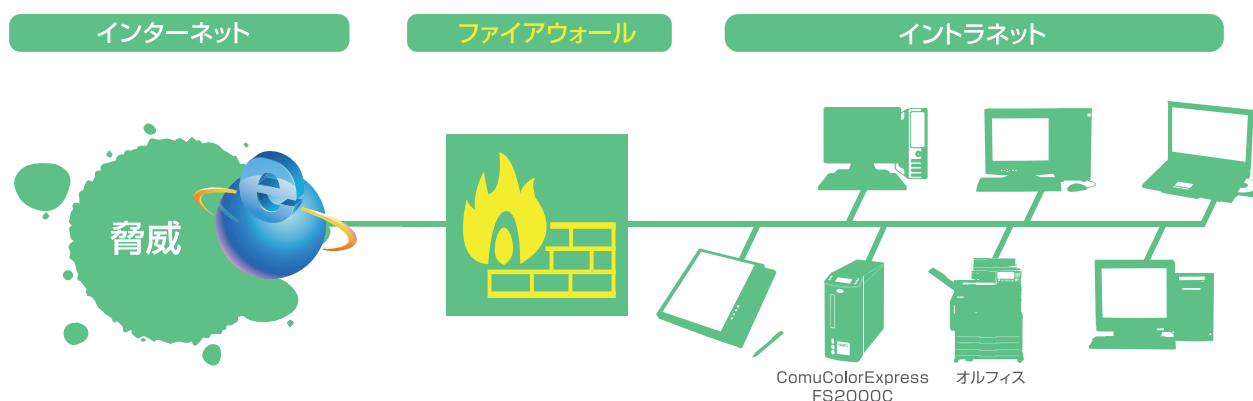 インターネット
ファイアウォール
イントラネット
脅威
e
ComuColorExpress
FS2000C
オルフィス